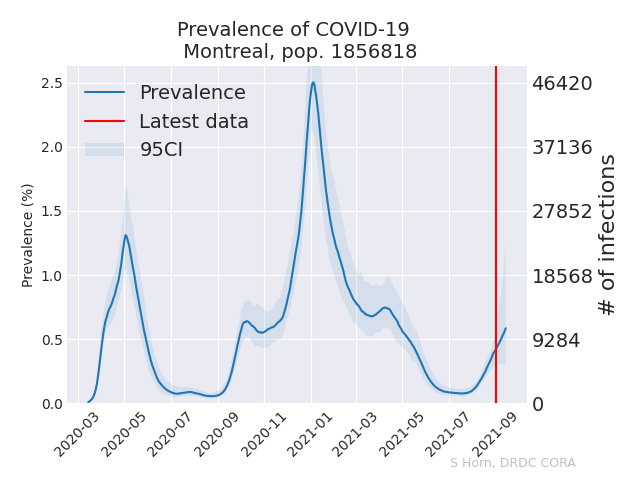 Prevalence of COVID-19
Montreal, pop. 1856818
Prevalence
Latest data
95CI
Prevalence (%)
2.5
2.0
1.5
1.0
0.5
0.0
46420
37136
27852
18568
9284
0
# of infections
2020-03
2020-05
2020-07
2020-09
2020-11
2021-01
2021-03
2021-05
2021-07
2021-09
S Horn, DRDC CORA